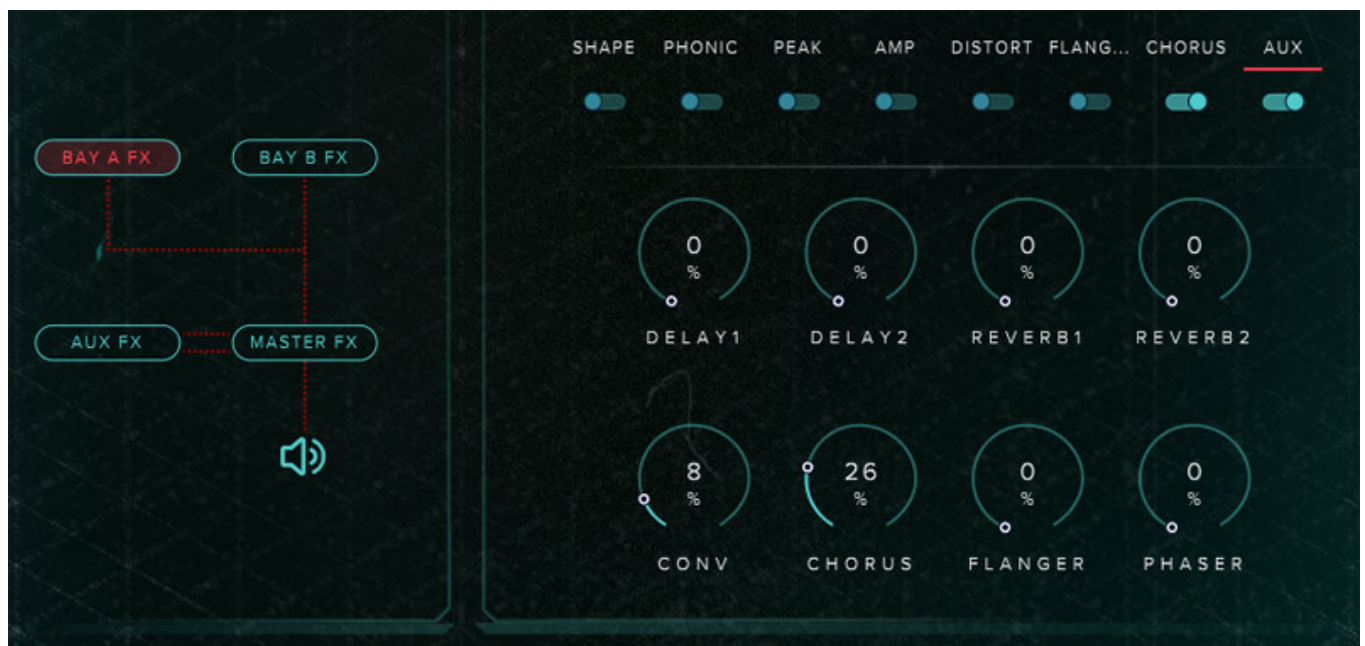 SHAPE PHONIC PEAK AMP DISTORT FLANG... CHORUS AUX
BAY A FX BAY B FX
0 0 0 0
% % % %
DELAY1 DELAY2 REVERB1 REVERB2
AUX FX MASTER FX
8 26 0 0
% % % %
CONV CHORUS FLANGER PHASER